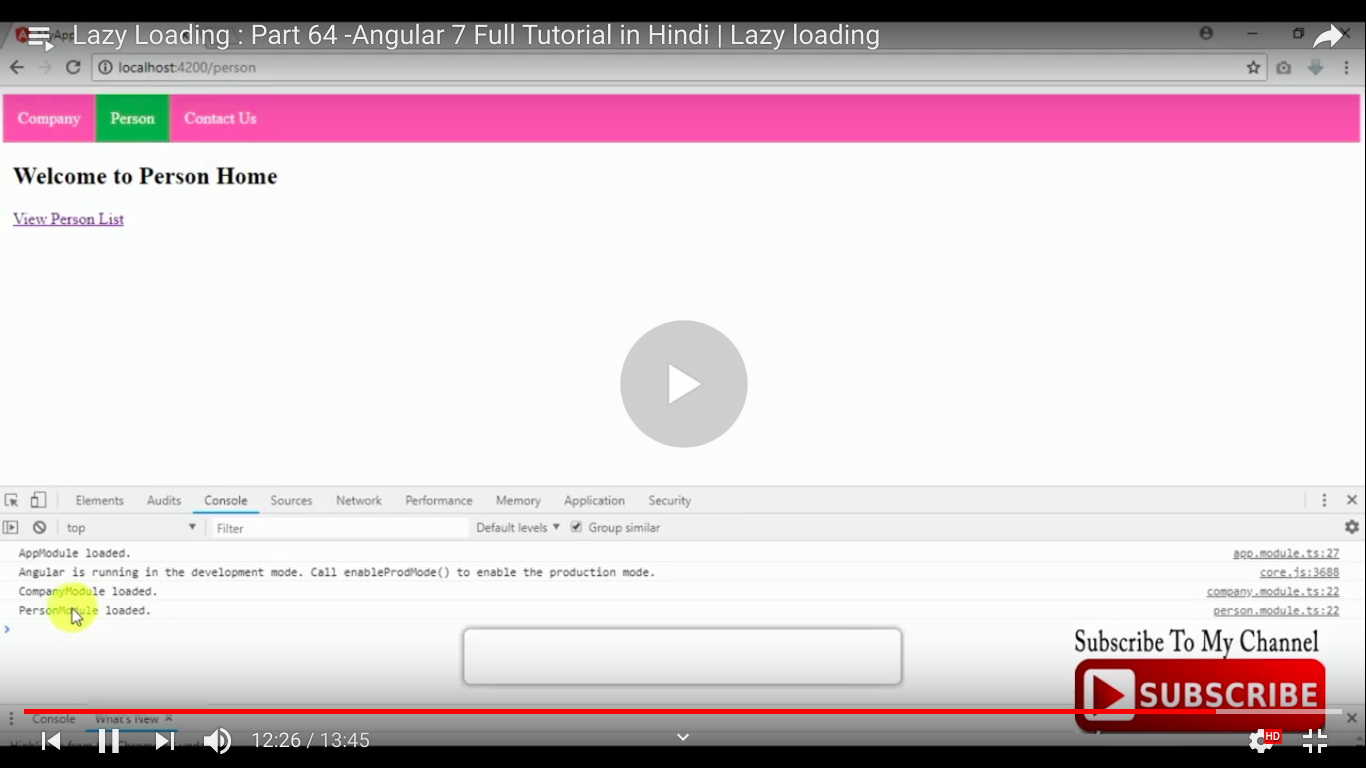 Lazy Loading : Part 64 -Angular 7 Full Tutorial in Hindi | Lazy loading
localhost:4200/person
Company Person Contact Us
Welcome to Person Home
View Person List
Elements Audits Console Sources Network Performance Memory Application Security
top Filter Default levels Group similar
AppModule loaded. app.module.ts:27
Angular is running in the development mode. Call enableProdMode() to enable the production mode. core.js:3688
CompanyModule loaded. company.module.ts:22
PersonModule loaded. person.module.ts:22
Subscribe To My Channel
SUBSCRIBE
Console What's New
12:26 / 13:45 HD